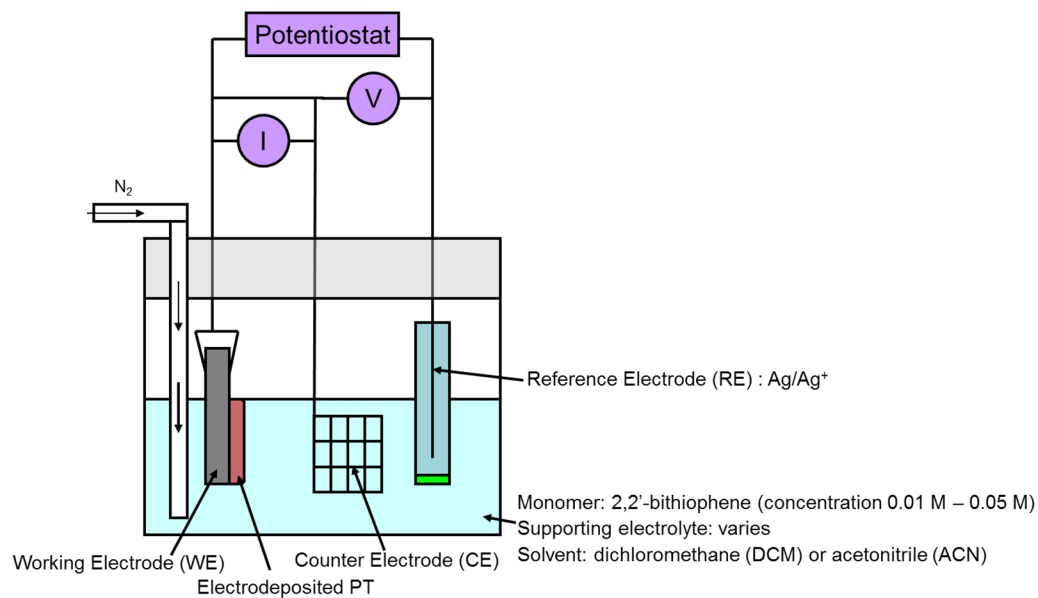 Potentiostat
V
I
N₂
Reference Electrode (RE) : Ag/Ag⁺
Monomer: 2,2'-bithiophene (concentration 0.01 M – 0.05 M)
Supporting electrolyte: varies
Solvent: dichloromethane (DCM) or acetonitrile (ACN)
Working Electrode (WE)
Counter Electrode (CE)
Electrodeposited PT